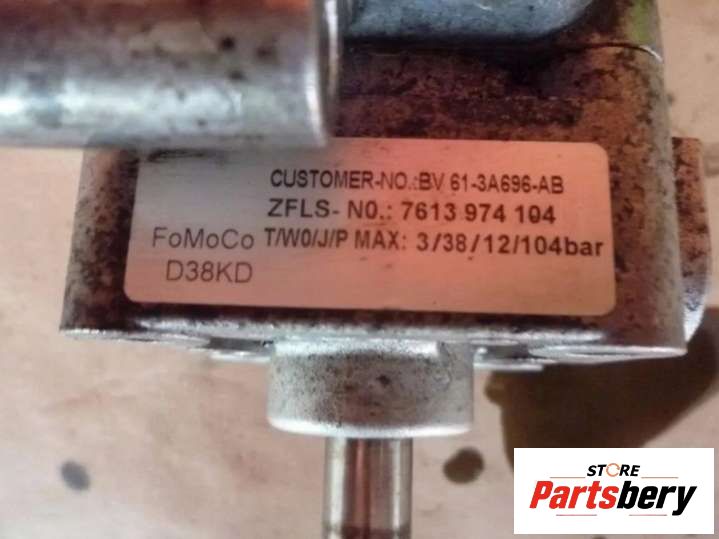 CUSTOMER-NO.:BV 61-3A696-AB
ZFLS- NO.: 7613 974 104
FoMoCo T/W0/J/P MAX: 3/38/12/104bar
D38KD
STORE
Partsbery